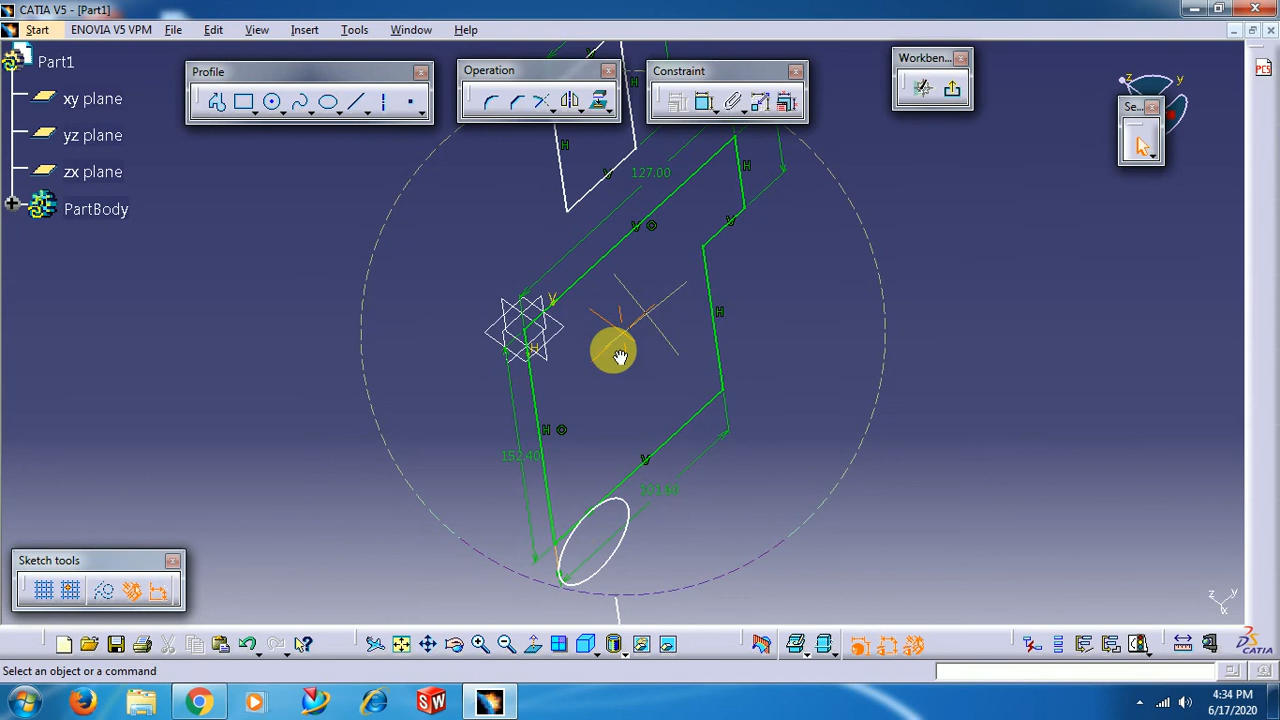 CATIA V5 - [Part1]
Start ENOVIA V5 VPM File Edit View Insert Tools Window Help
Part1
xy plane
yz plane
zx plane
PartBody
Profile
Operation
Constraint
Workben...
Se...
z y
H
H
V
127.00
H
V
V
y
H
H
H
152.40
V
Sketch tools
z y
x
CATIA
PCS
Select an object or a command
4:34 PM
6/17/2020